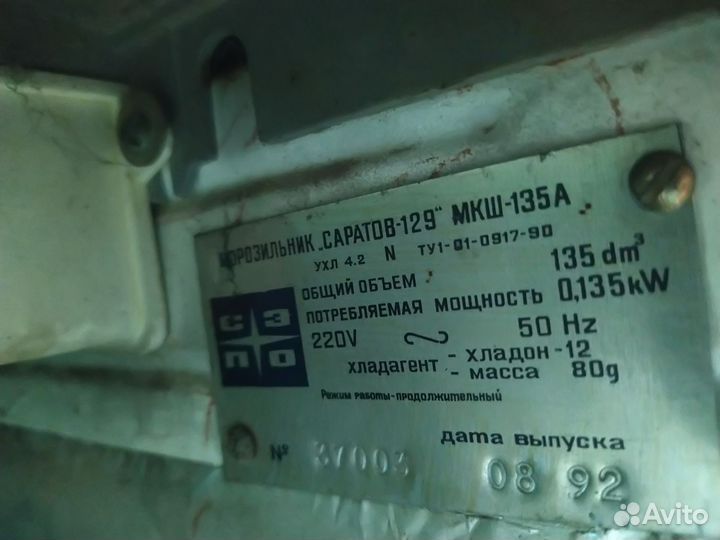 МОРОЗИЛЬНИК „САРАТОВ-129" МКШ-135А
УХЛ 4.2 N ТУ1-01-0917-90
ОБЩИЙ ОБЪЕМ 135 dm³
ПОТРЕБЛЯЕМАЯ МОЩНОСТЬ 0,135kW
220V ~ 50 Hz
ХЛАДАГЕНТ - ХЛАДОН-12
- МАССА 80g
Режим работы-продолжительный
СЭ
ПО
дата выпуска
№ 37003 08 92
Avito